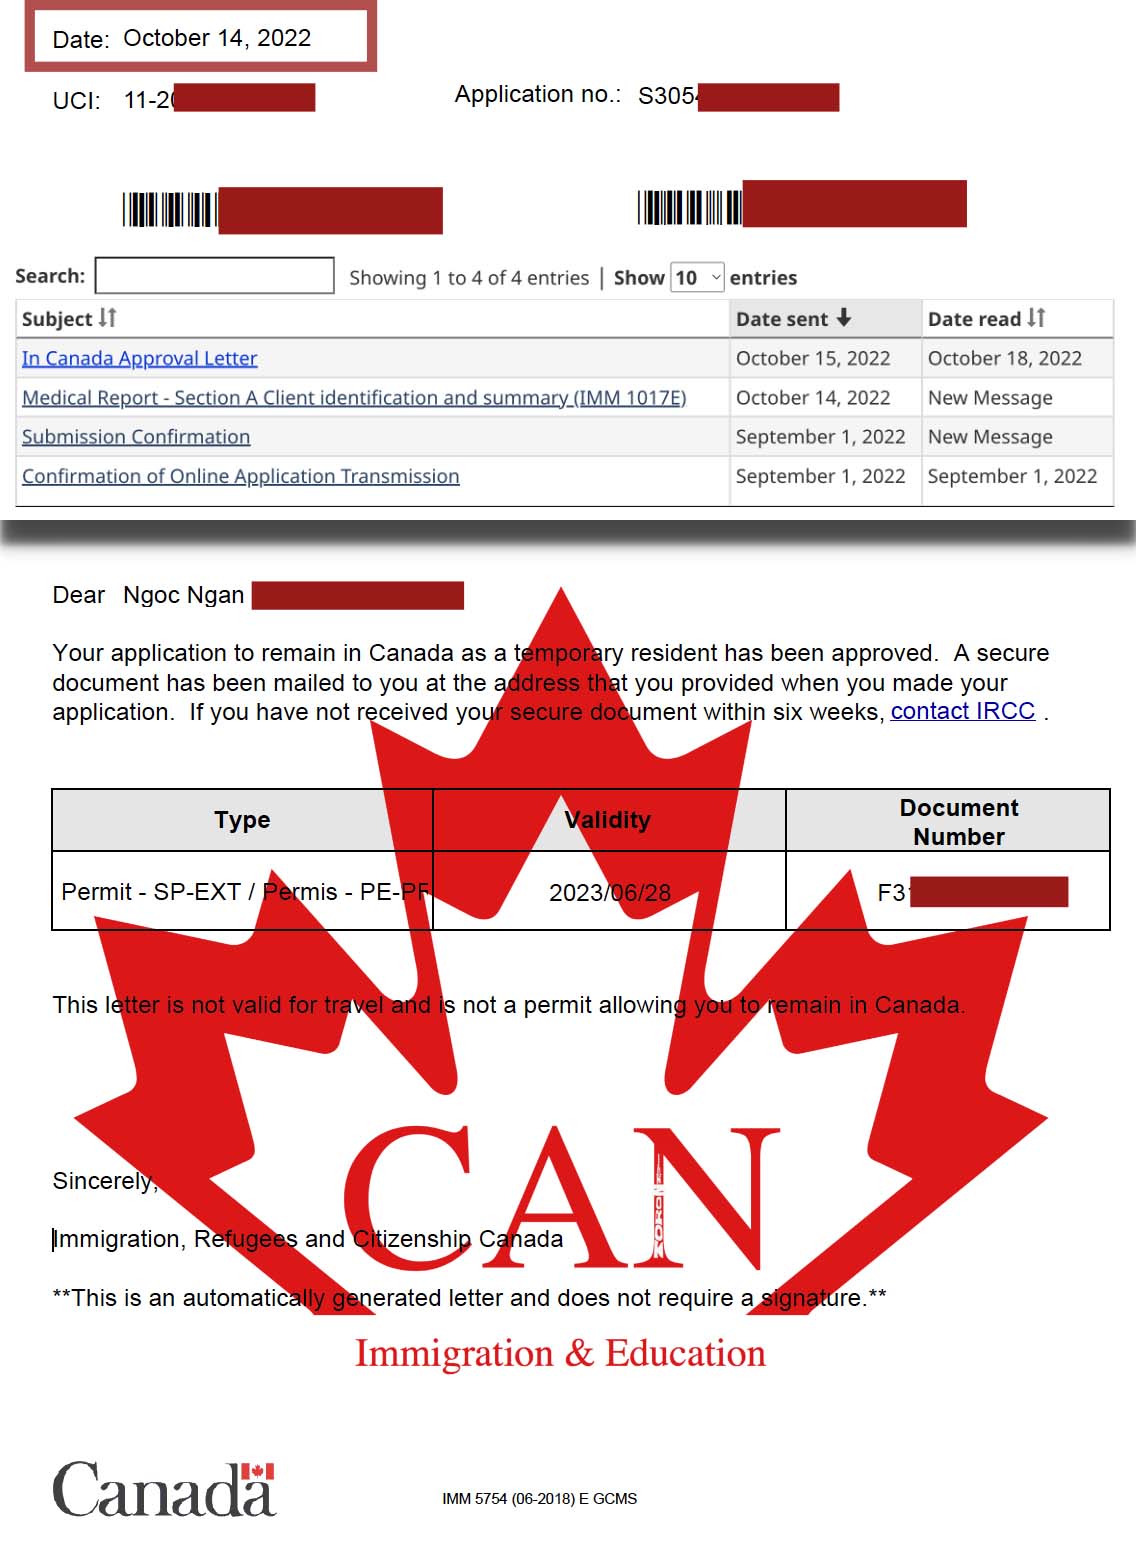 Date: October 14, 2022
UCI: 11-20
Application no.: S305
Search:
Showing 1 to 4 of 4 entries | Show 10 entries
Subject Date sent Date read
In Canada Approval Letter October 15, 2022 October 18, 2022
Medical Report - Section A Client identification and summary (IMM 1017E) October 14, 2022 New Message
Submission Confirmation September 1, 2022 New Message
Confirmation of Online Application Transmission September 1, 2022 September 1, 2022
Dear Ngoc Ngan
Your application to remain in Canada as a temporary resident has been approved. A secure
document has been mailed to you at the address that you provided when you made your
application. If you have not received your secure document within six weeks, contact IRCC .
Type Validity Document
Number
Permit - SP-EXT / Permis - PE-PR 2023/06/28 F31
This letter is not valid for travel and is not a permit allowing you to remain in Canada.
CAN
Sincerely,
Immigration, Refugees and Citizenship Canada
**This is an automatically generated letter and does not require a signature.**
Immigration & Education
Canada
IMM 5754 (06-2018) E GCMS